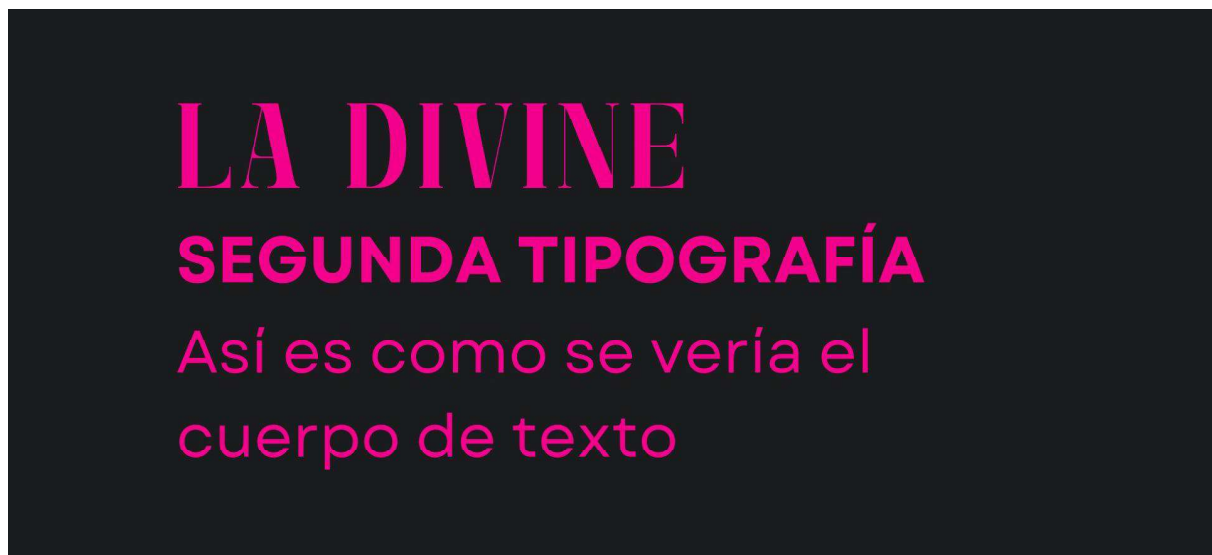 LA DIVINE
SEGUNDA TIPOGRAFÍA
Así es como se vería el
cuerpo de texto